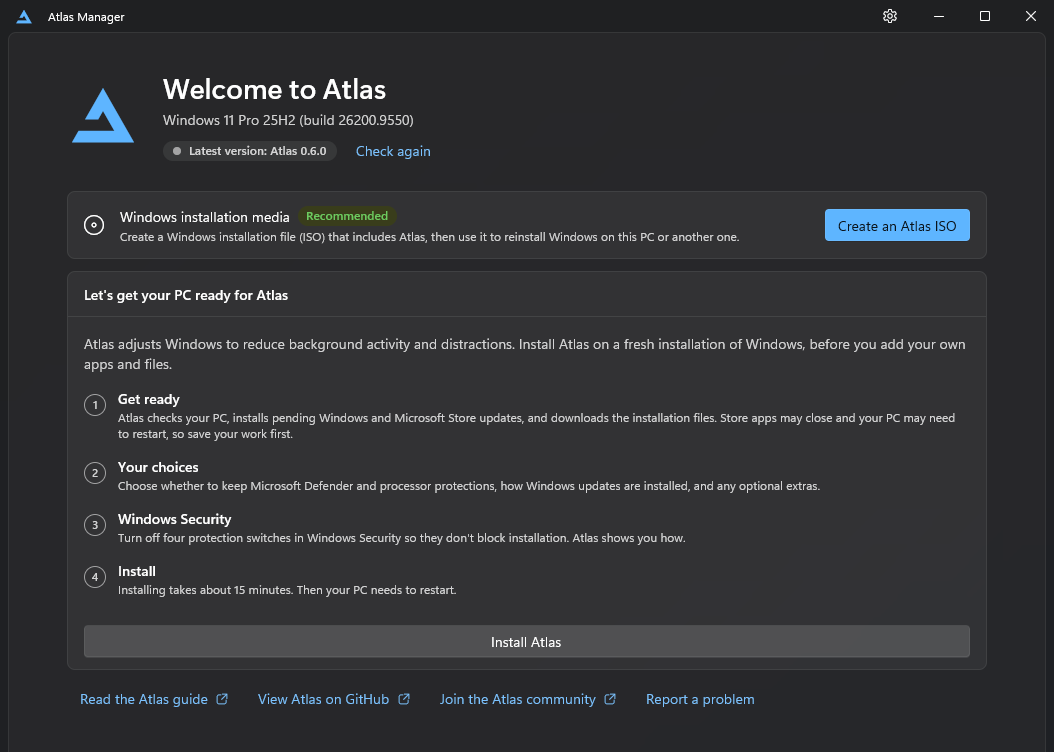 Atlas Manager
Welcome to Atlas
Windows 11 Pro 25H2 (build 26200.9550)
Latest version: Atlas 0.6.0
Check again
Windows installation media
Recommended
Create a Windows installation file (ISO) that includes Atlas, then use it to reinstall Windows on this PC or another one.
Create an Atlas ISO
Let's get your PC ready for Atlas
Atlas adjusts Windows to reduce background activity and distractions. Install Atlas on a fresh installation of Windows, before you add your own
apps and files.
1
Get ready
Atlas checks your PC, installs pending Windows and Microsoft Store updates, and downloads the installation files. Store apps may close and your PC may need
to restart, so save your work first.
2
Your choices
Choose whether to keep Microsoft Defender and processor protections, how Windows updates are installed, and any optional extras.
3
Windows Security
Turn off four protection switches in Windows Security so they don't block installation. Atlas shows you how.
4
Install
Installing takes about 15 minutes. Then your PC needs to restart.
Install Atlas
Read the Atlas guide
View Atlas on GitHub
Join the Atlas community
Report a problem